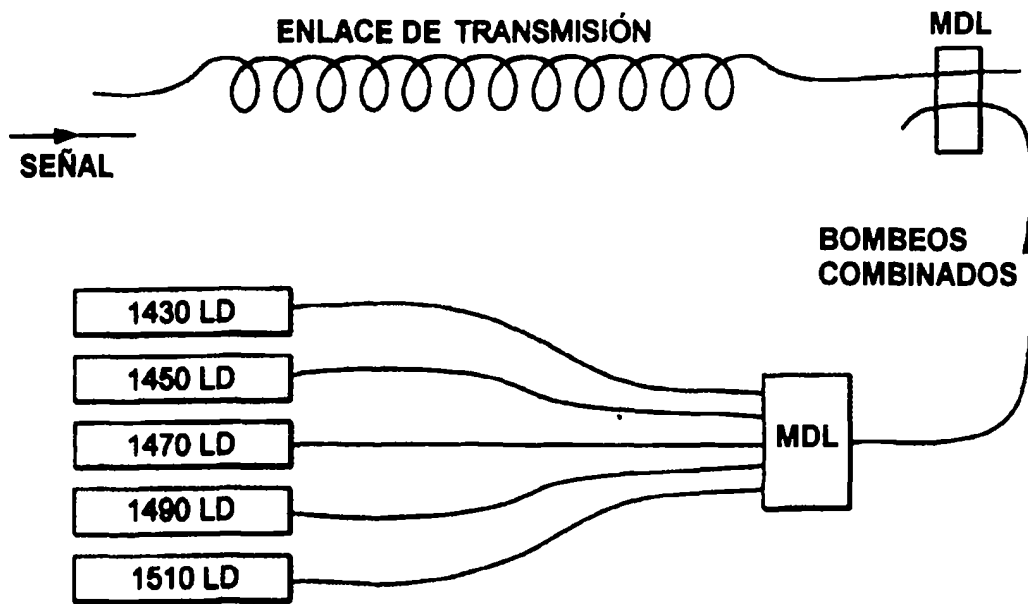 ENLACE DE TRANSMISIÓN
MDL
SEÑAL
BOMBEOS
COMBINADOS
1430 LD
1450 LD
1470 LD
MDL
1490 LD
1510 LD